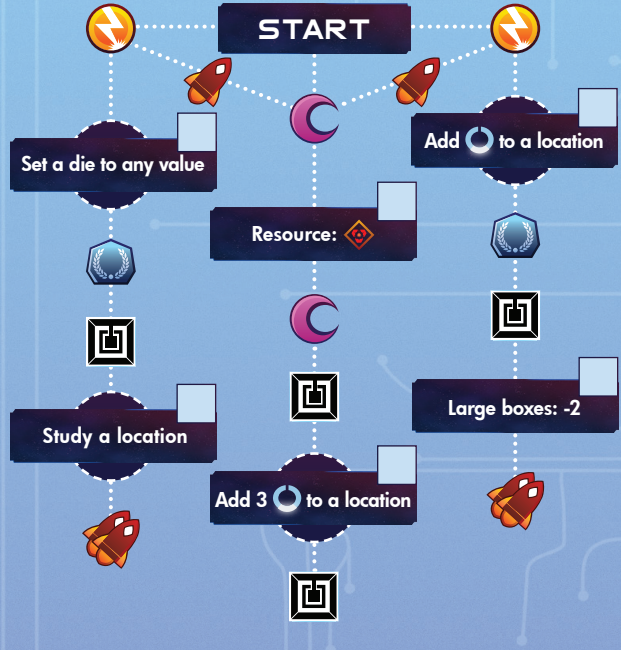 START
Add to a location
Set a die to any value
Resource:
Large boxes: -2
Study a location
Add 3 to a location